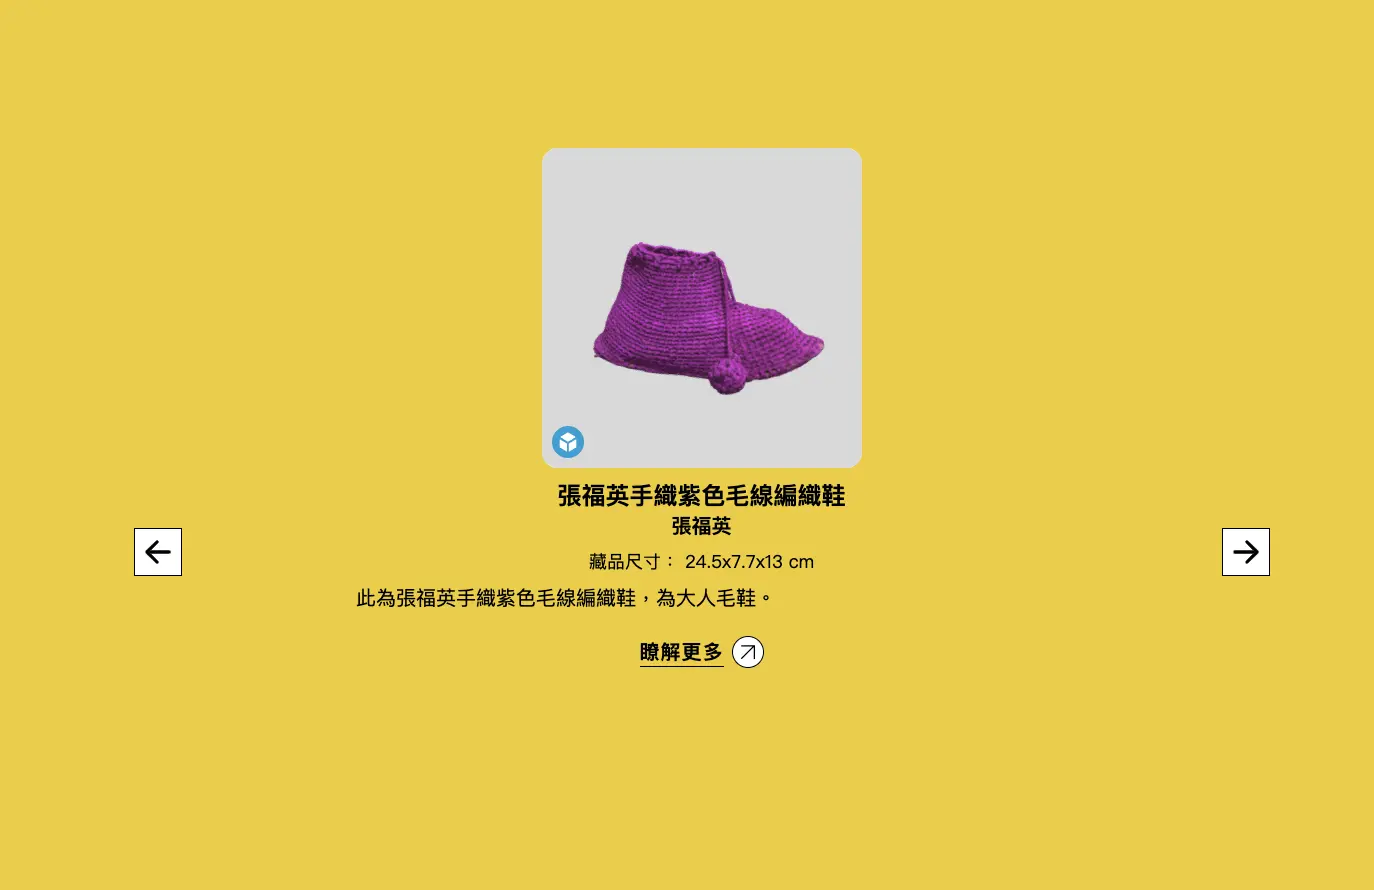 張福英手織紫色毛線編織鞋
張福英
藏品尺寸： 24.5x7.7x13 cm
此為張福英手織紫色毛線編織鞋，為大人毛鞋。
瞭解更多